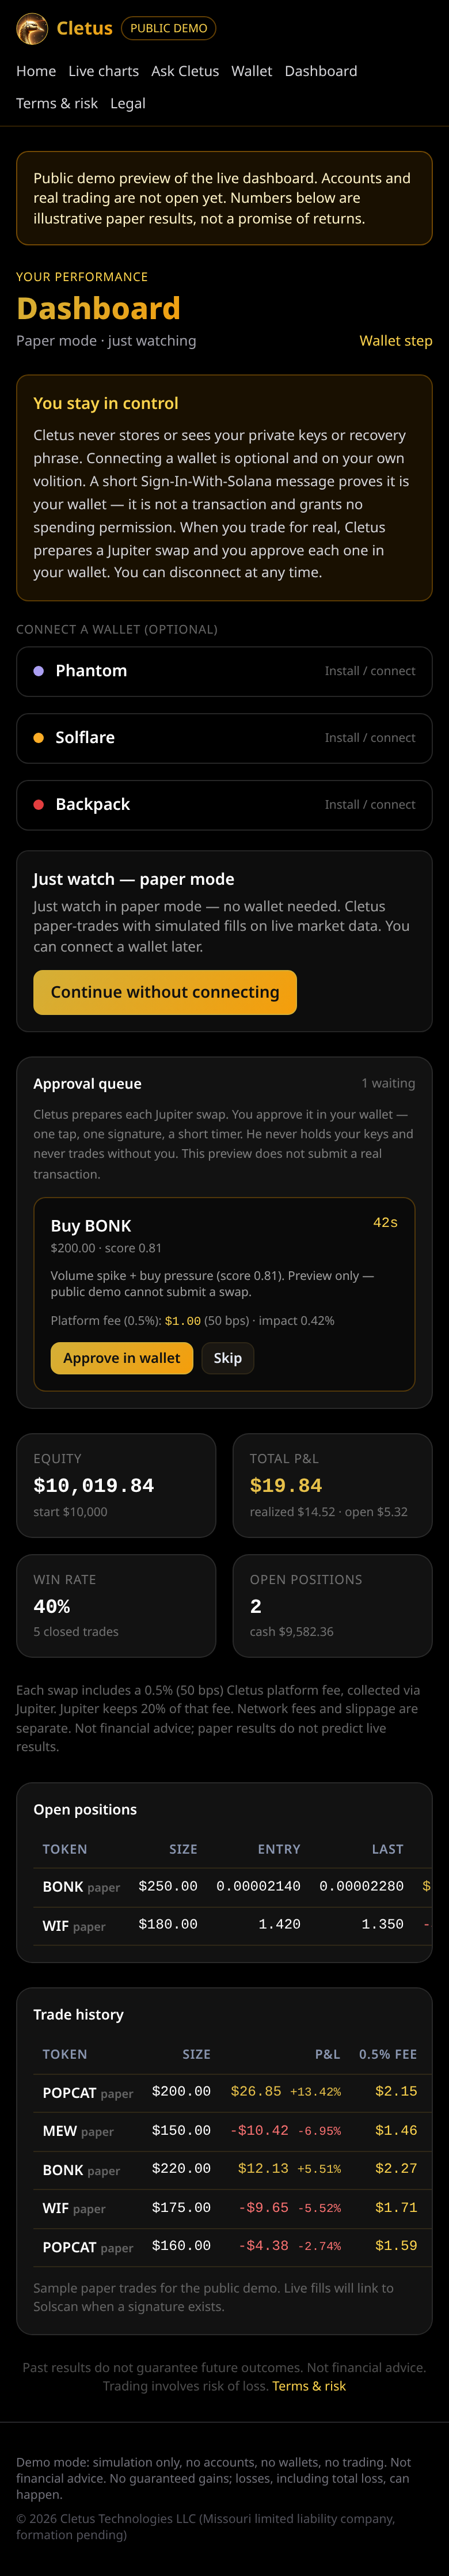 Cletus PUBLIC DEMO
Home Live charts Ask Cletus Wallet Dashboard
Terms & risk Legal
Public demo preview of the live dashboard. Accounts and
real trading are not open yet. Numbers below are
illustrative paper results, not a promise of returns.
YOUR PERFORMANCE
Dashboard
Paper mode · just watching Wallet step
You stay in control
Cletus never stores or sees your private keys or recovery
phrase. Connecting a wallet is optional and on your own
volition. A short Sign-In-With-Solana message proves it is
your wallet — it is not a transaction and grants no
spending permission. When you trade for real, Cletus
prepares a Jupiter swap and you approve each one in
your wallet. You can disconnect at any time.
CONNECT A WALLET (OPTIONAL)
Phantom Install / connect
Solflare Install / connect
Backpack Install / connect
Just watch — paper mode
Just watch in paper mode — no wallet needed. Cletus
paper-trades with simulated fills on live market data. You
can connect a wallet later.
Continue without connecting
Approval queue 1 waiting
Cletus prepares each Jupiter swap. You approve it in your wallet —
one tap, one signature, a short timer. He never holds your keys and
never trades without you. This preview does not submit a real
transaction.
Buy BONK 42s
$200.00 · score 0.81
Volume spike + buy pressure (score 0.81). Preview only —
public demo cannot submit a swap.
Platform fee (0.5%): $1.00 (50 bps) · impact 0.42%
Approve in wallet Skip
EQUITY TOTAL P&L
$10,019.84 $19.84
start $10,000 realized $14.52 · open $5.32
WIN RATE OPEN POSITIONS
40% 2
5 closed trades cash $9,582.36
Each swap includes a 0.5% (50 bps) Cletus platform fee, collected via
Jupiter. Jupiter keeps 20% of that fee. Network fees and slippage are
separate. Not financial advice; paper results do not predict live
results.
Open positions
TOKEN SIZE ENTRY LAST
BONK paper $250.00 0.00002140 0.00002280 $
WIF paper $180.00 1.420 1.350 -
Trade history
TOKEN SIZE P&L 0.5% FEE
POPCAT paper $200.00 $26.85 +13.42% $2.15
MEW paper $150.00 -$10.42 -6.95% $1.46
BONK paper $220.00 $12.13 +5.51% $2.27
WIF paper $175.00 -$9.65 -5.52% $1.71
POPCAT paper $160.00 -$4.38 -2.74% $1.59
Sample paper trades for the public demo. Live fills will link to
Solscan when a signature exists.
Past results do not guarantee future outcomes. Not financial advice.
Trading involves risk of loss. Terms & risk
Demo mode: simulation only, no accounts, no wallets, no trading. Not
financial advice. No guaranteed gains; losses, including total loss, can
happen.
© 2026 Cletus Technologies LLC (Missouri limited liability company,
formation pending)